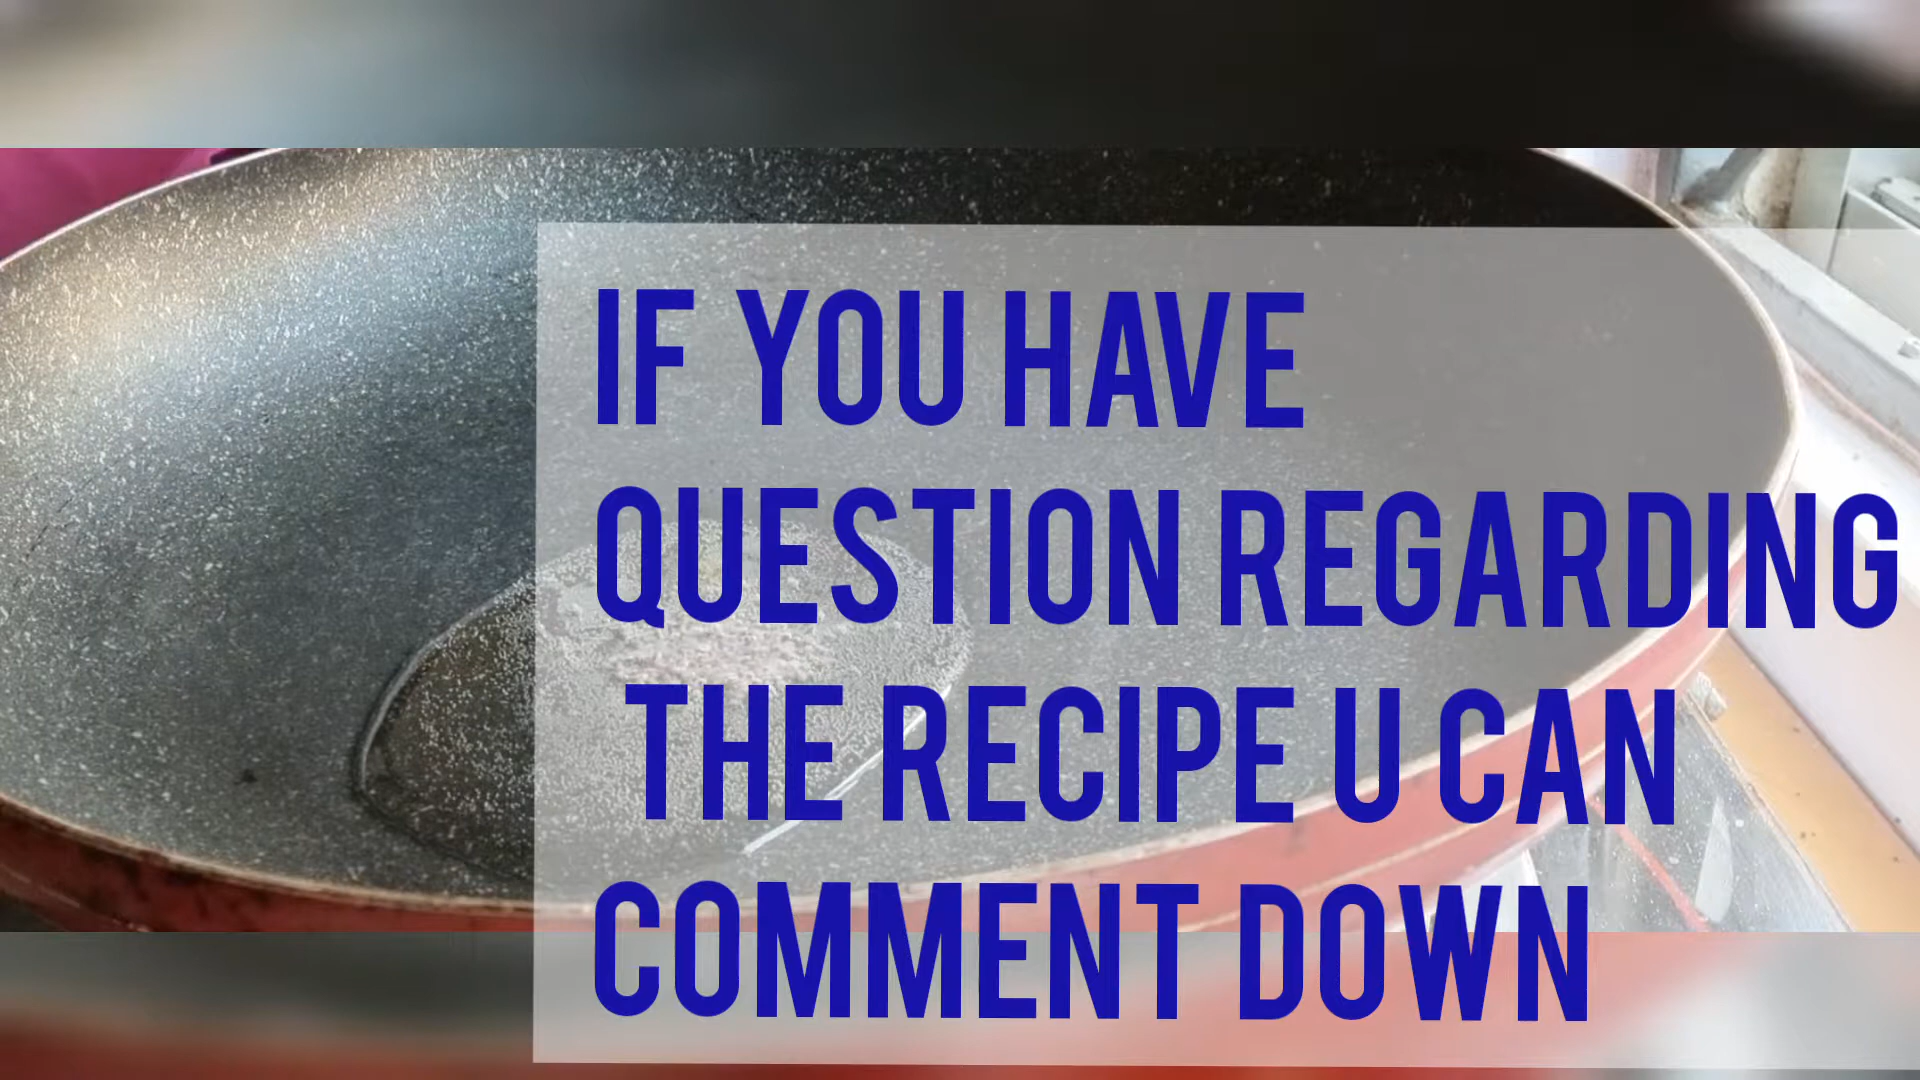 IF YOU HAVE
QUESTION REGARDING
THE RECIPE U CAN
COMMENT DOWN